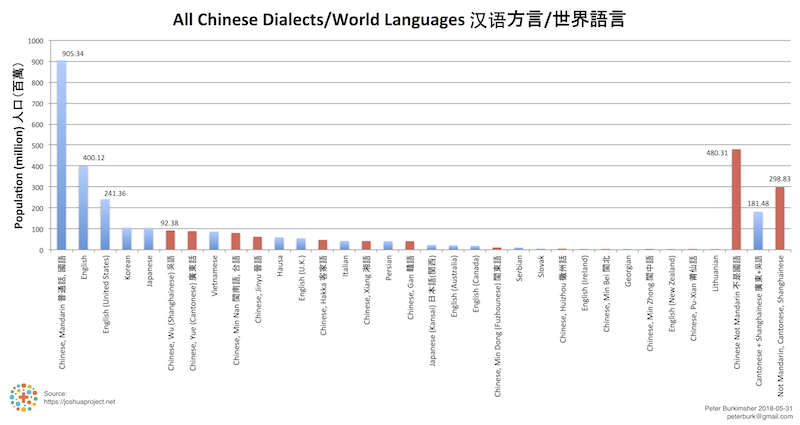 All Chinese Dialects/World Languages 汉语方言/世界語言
Population (million) 人口(百萬)
1000
900
800
700
600
500
400
300
200
100
0
905.34
400.12
241.36
92.38
480.31
181.48
298.83
Chinese, Mandarin 普通話, 國語
English
English (United States)
Korean
Japanese
Chinese, Wu (Shanghainese) 吳語
Chinese, Yue (Cantonese) 廣東話
Vietnamese
Chinese, Min Nan 閩南語, 台語
Chinese, Jinyu 晉語
Hausa
English (U.K.)
Chinese, Hakka 客家語
Italian
Chinese, Xiang 湘語
Persian
Chinese, Gan 贛語
Japanese (Kansai) 日本語(関西)
English (Australia)
English (Canada)
Chinese, Min Dong (Fuzhounese) 閩東語
Serbian
Slovak
Chinese, Huizhou 徽州話
English (Ireland)
Chinese, Min Bei 閩北
Georgian
Chinese, Min Zhong 閩中語
English (New Zealand)
Chinese, Pu-Xian 莆仙話
Lithuanian
Chinese Not Mandarin 不是國語
Cantonese + Shanghainese 廣東+吳語
Not Mandarin, Cantonese, Shanghainese
Source:
https://joshuaproject.net
Peter Burkimsher 2018-05-31
peterburk@gmail.com